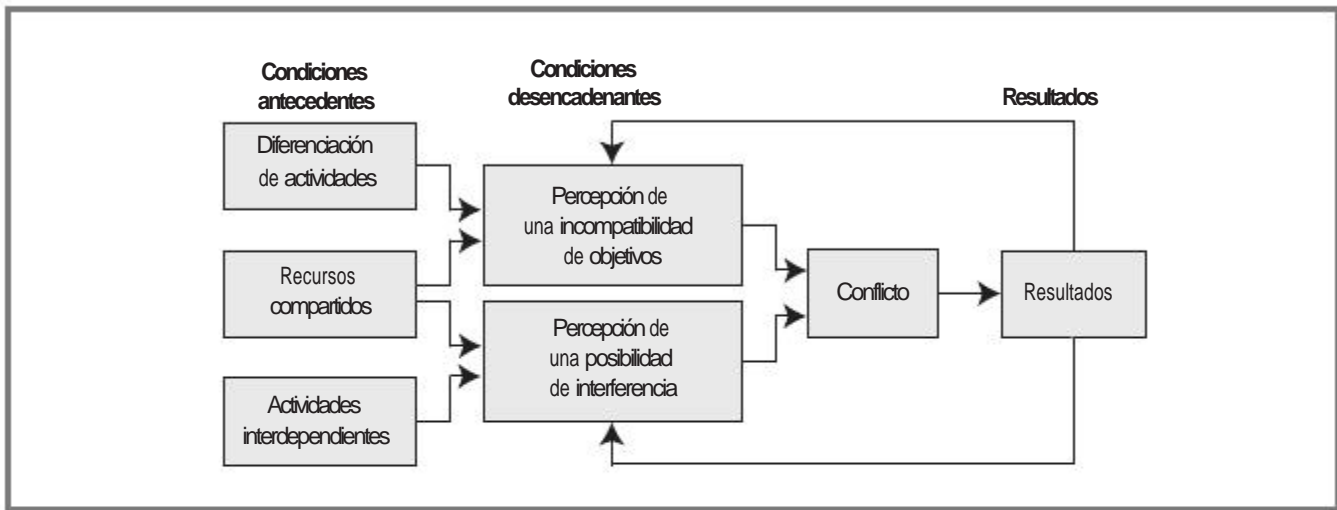 Condiciones
antecedentes
Condiciones
desencadenantes
Resultados
Diferenciación
de actividades
Recursos
compartidos
Actividades
interdependientes
Percepción de
una incompatibilidad
de objetivos
Percepción de
una posibilidad
de interferencia
Conflicto
Resultados